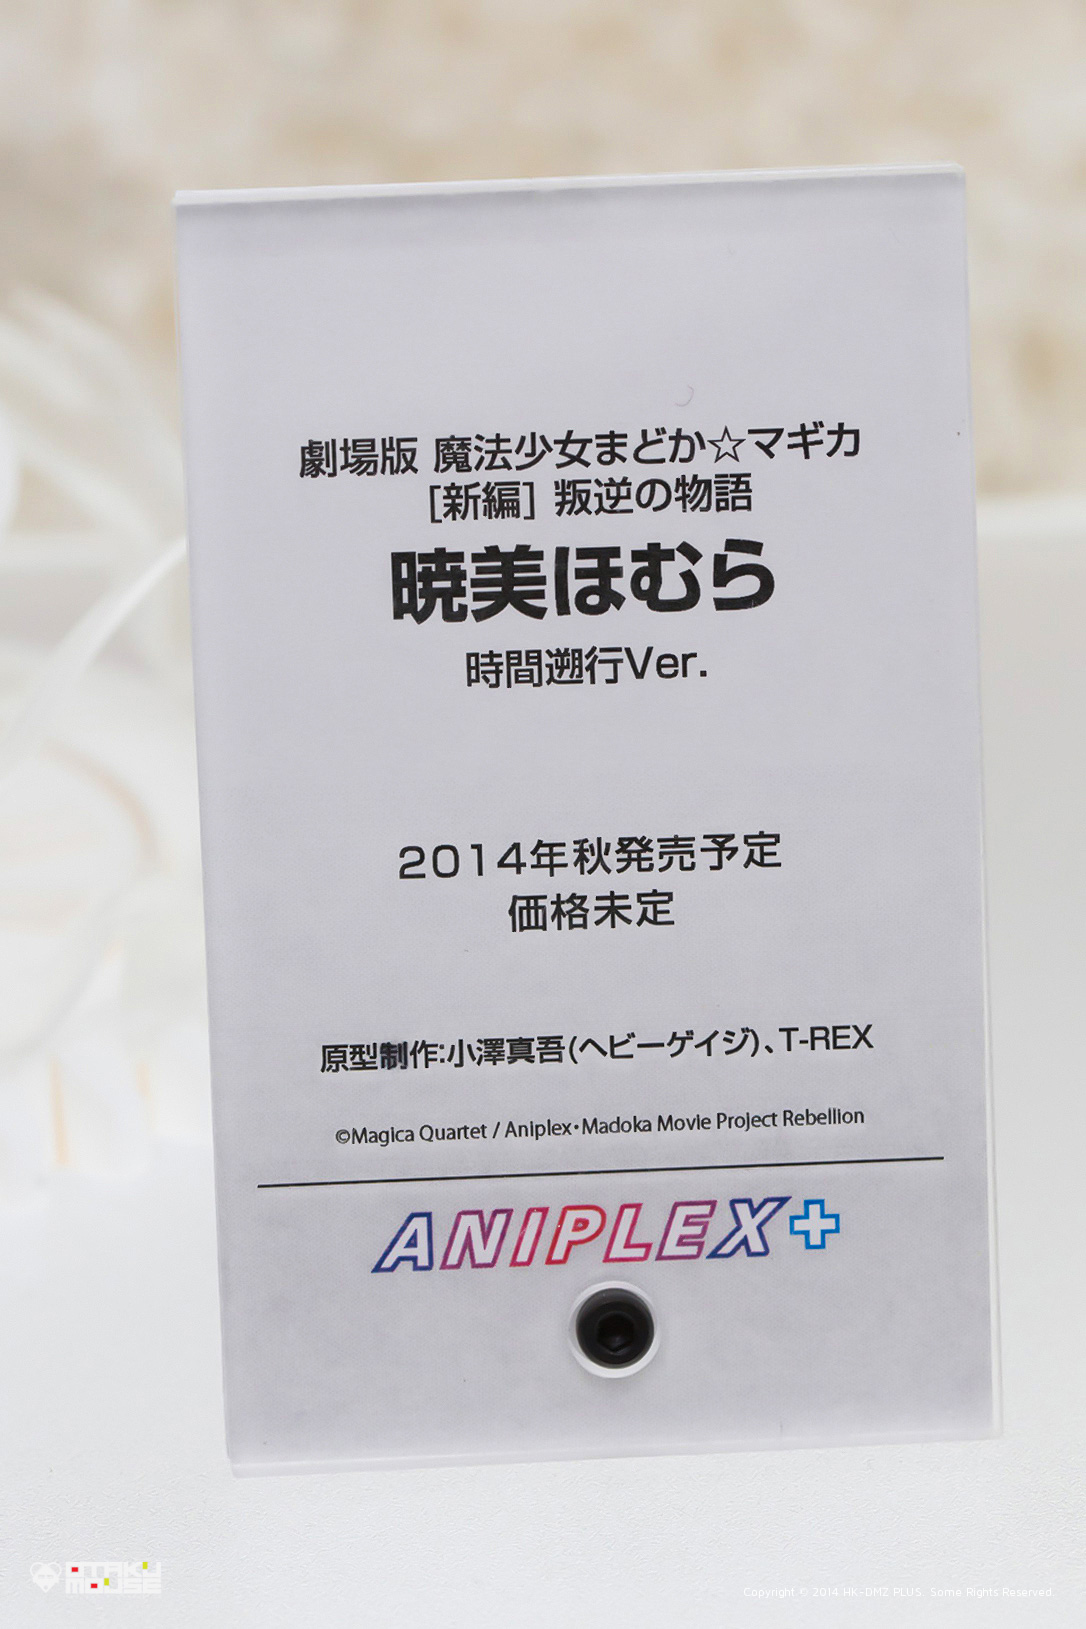 劇場版 魔法少女まどか☆マギカ
[新編] 叛逆の物語
暁美ほむら
時間遡行Ver.
2014年秋発売予定
価格未定
原型制作:小澤真吾(ヘビーゲイジ)、T-REX
©Magica Quartet / Aniplex・Madoka Movie Project Rebellion
ANIPLEX+
OTAKU
MOUSE
Copyright © 2014 HK-DMZ PLUS. Some Rights Reserved.